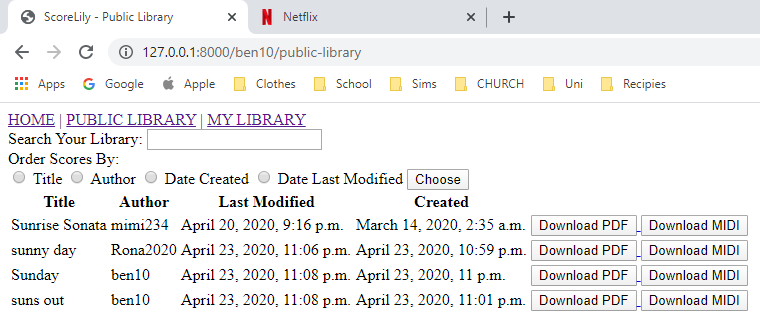 ScoreLily - Public Library
Netflix
127.0.0.1:8000/ben10/public-library
Apps Google Apple Clothes School Sims CHURCH Uni Recipies
HOME | PUBLIC LIBRARY | MY LIBRARY
Search Your Library:
Order Scores By:
Title Author Date Created Date Last Modified Choose
Title Author Last Modified Created
Sunrise Sonata mimi234 April 20, 2020, 9:16 p.m. March 14, 2020, 2:35 a.m. Download PDF Download MIDI
sunny day Rona2020 April 23, 2020, 11:06 p.m. April 23, 2020, 10:59 p.m. Download PDF Download MIDI
Sunday ben10 April 23, 2020, 11:08 p.m. April 23, 2020, 11 p.m. Download PDF Download MIDI
suns out ben10 April 23, 2020, 11:08 p.m. April 23, 2020, 11:01 p.m. Download PDF Download MIDI